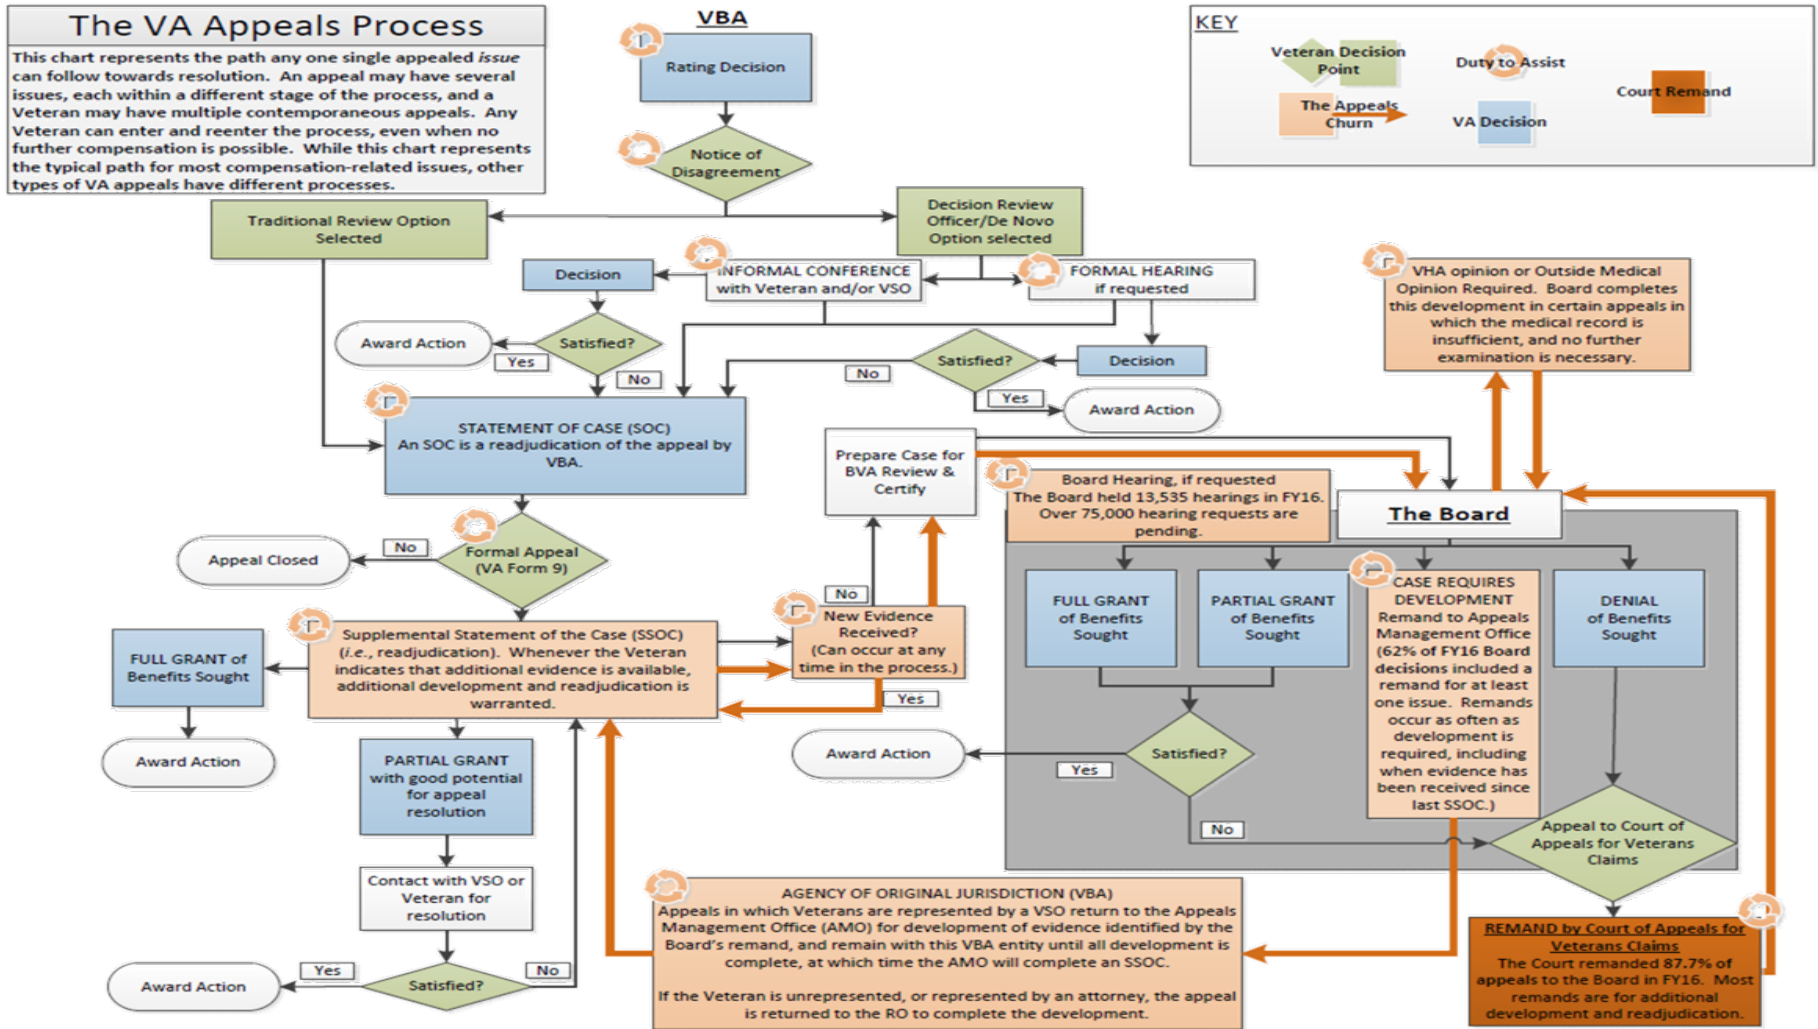 The VA Appeals Process
This chart represents the path any one single appealed issue
can follow towards resolution. An appeal may have several
issues, each within a different stage of the process, and a
Veteran may have multiple contemporaneous appeals. Any
Veteran can enter and reenter the process, even when no
further compensation is possible. While this chart represents
the typical path for most compensation-related issues, other
types of VA appeals have different processes.
VBA
Rating Decision
Notice of
Disagreement
KEY
Veteran Decision
Point
Duty to Assist
The Appeals
Churn
VA Decision
Court Remand
Traditional Review Option
Selected
Decision Review
Officer/De Novo
Option selected
Decision
INFORMAL CONFERENCE
with Veteran and/or VSO
FORMAL HEARING
if requested
Award Action
Yes
Satisfied?
No
No
Satisfied?
Decision
Yes
Award Action
VHA opinion or Outside Medical
Opinion Required. Board completes
this development in certain appeals in
which the medical record is
insufficient, and no further
examination is necessary.
STATEMENT OF CASE (SOC)
An SOC is a readjudication of the appeal by
VBA.
Prepare Case for
BVA Review &
Certify
Board Hearing, if requested
The Board held 13,535 hearings in FY16.
Over 75,000 hearing requests are
pending.
The Board
Appeal Closed
No
Formal Appeal
(VA Form 9)
No
New Evidence
Received?
(Can occur at any
time in the process.)
Yes
FULL GRANT of
Benefits Sought
Supplemental Statement of the Case (SSOC)
(i.e., readjudication). Whenever the Veteran
indicates that additional evidence is available,
additional development and readjudication is
warranted.
Award Action
PARTIAL GRANT
with good potential
for appeal
resolution
Contact with VSO or
Veteran for
resolution
Award Action
Yes
Satisfied?
No
FULL GRANT
of Benefits
Sought
PARTIAL GRANT
of Benefits
Sought
CASE REQUIRES
DEVELOPMENT
Remand to Appeals
Management Office
(62% of FY16 Board
decisions included a
remand for at least
one issue. Remands
occur as often as
development is
required, including
when evidence has
been received since
last SSOC.)
DENIAL
of Benefits
Sought
Award Action
Yes
Satisfied?
No
Appeal to Court of
Appeals for Veterans
Claims
AGENCY OF ORIGINAL JURISDICTION (VBA)
Appeals in which Veterans are represented by a VSO return to the Appeals
Management Office (AMO) for development of evidence identified by the
Board's remand, and remain with this VBA entity until all development is
complete, at which time the AMO will complete an SSOC.
If the Veteran is unrepresented, or represented by an attorney, the appeal
is returned to the RO to complete the development.
REMAND by Court of Appeals for
Veterans Claims
The Court remanded 87.7% of
appeals to the Board in FY16. Most
remands are for additional
development and readjudication.